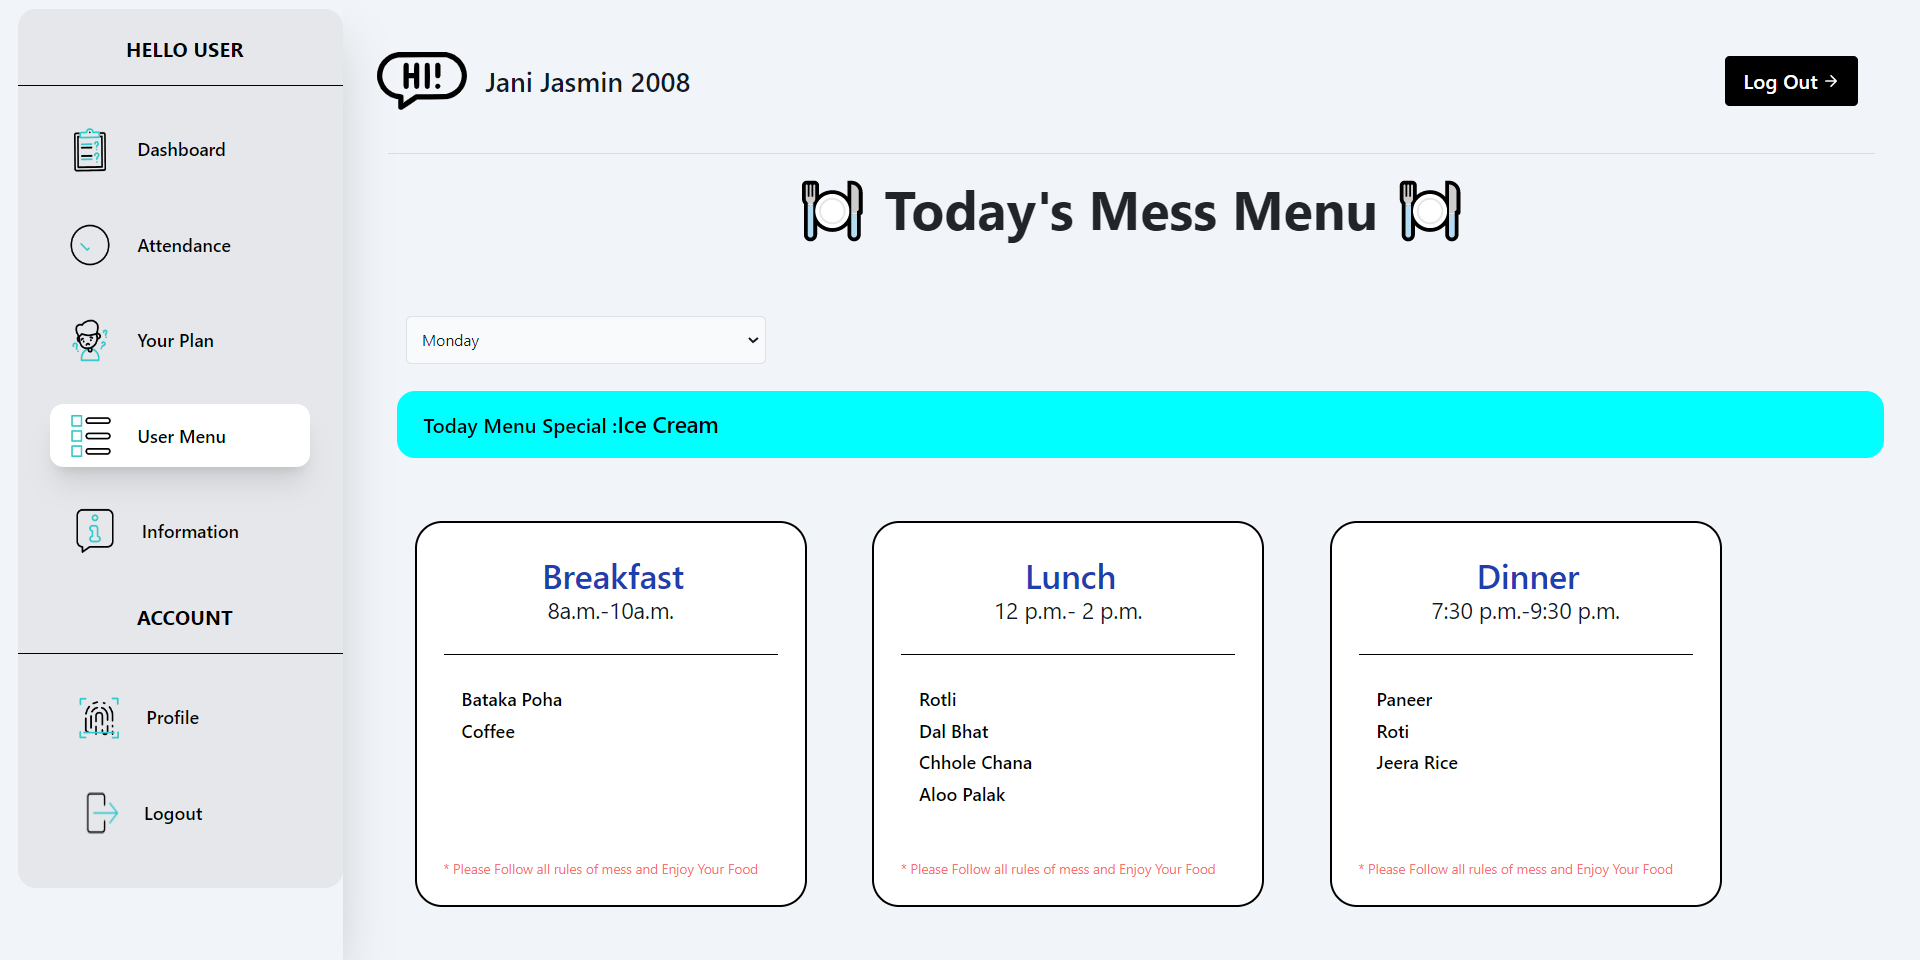 HELLO USER
Dashboard
Attendance
Your Plan
User Menu
Information
ACCOUNT
Profile
Logout
HI!
Jani Jasmin 2008
Log Out
Today's Mess Menu
Monday
Today Menu Special :Ice Cream
Breakfast
8a.m.-10a.m.
Bataka Poha
Coffee
* Please Follow all rules of mess and Enjoy Your Food
Lunch
12 p.m.- 2 p.m.
Rotli
Dal Bhat
Chhole Chana
Aloo Palak
* Please Follow all rules of mess and Enjoy Your Food
Dinner
7:30 p.m.-9:30 p.m.
Paneer
Roti
Jeera Rice
* Please Follow all rules of mess and Enjoy Your Food